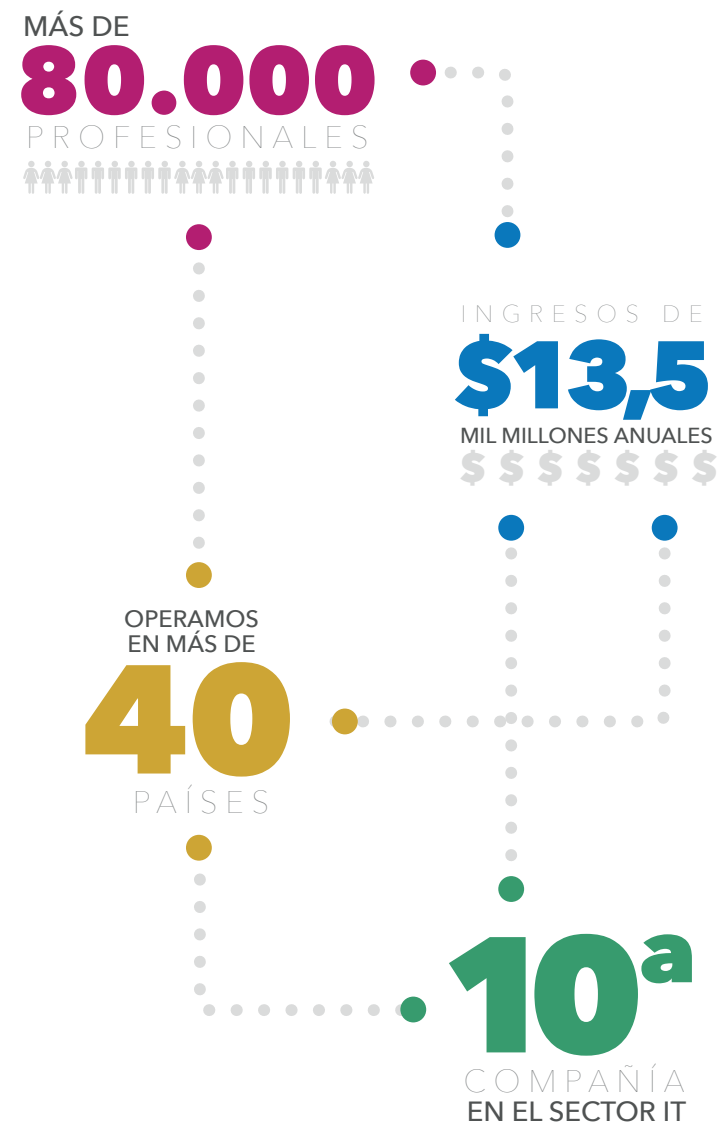 MÁS DE
80.000
PROFESIONALES
INGRESOS DE
$13,5
MIL MILLONES ANUALES
$ $ $ $ $ $ $
OPERAMOS
EN MÁS DE
40
PAÍSES
10ª
COMPAÑÍA
EN EL SECTOR IT